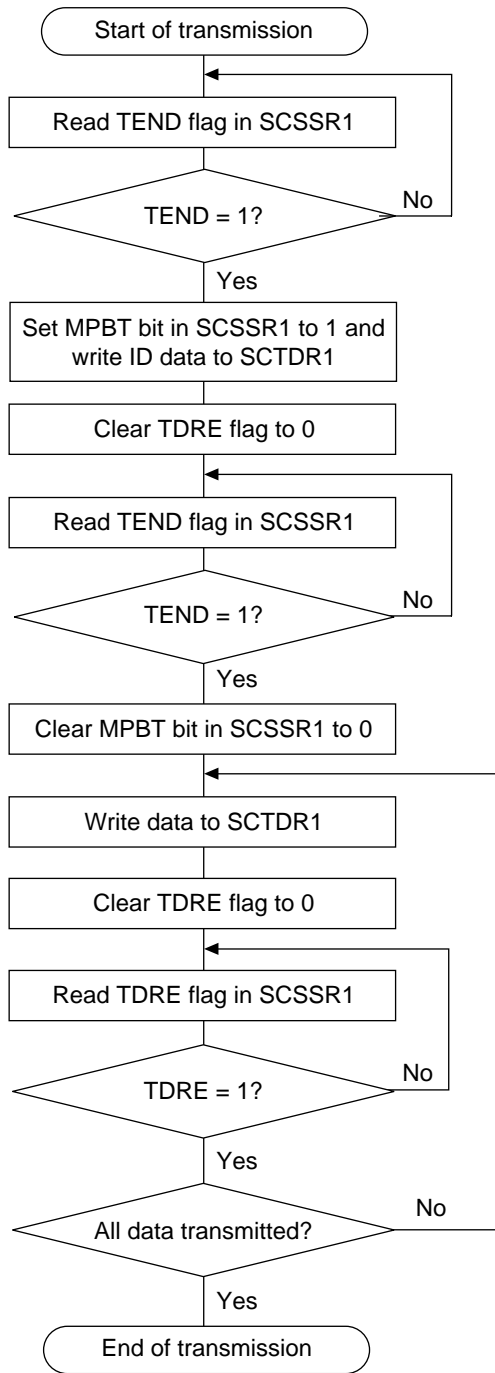 Start of transmission
Read TEND flag in SCSSR1
TEND = 1?
No
Yes
Set MPBT bit in SCSSR1 to 1 and
write ID data to SCTDR1
Clear TDRE flag to 0
Read TEND flag in SCSSR1
TEND = 1?
No
Yes
Clear MPBT bit in SCSSR1 to 0
Write data to SCTDR1
Clear TDRE flag to 0
Read TDRE flag in SCSSR1
TDRE = 1?
No
Yes
All data transmitted?
No
Yes
End of transmission